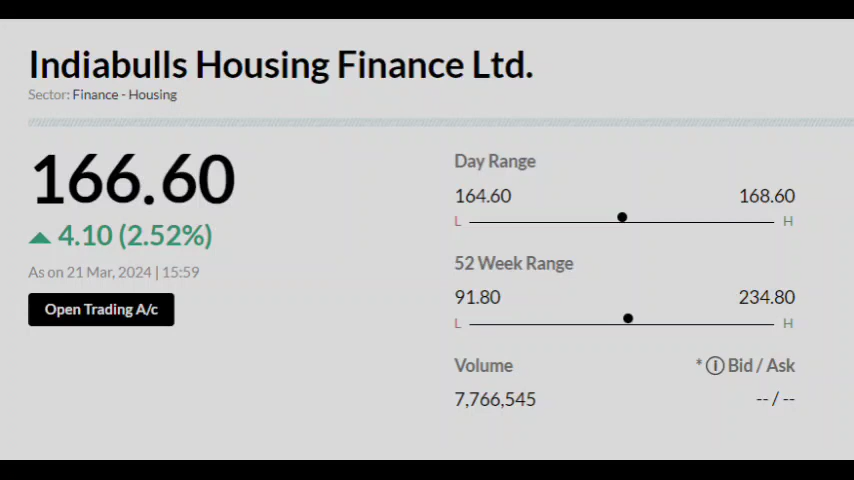 Indiabulls Housing Finance Ltd.
Sector: Finance - Housing
166.60
4.10 (2.52%)
As on 21 Mar, 2024 | 15:59
Open Trading A/c
Day Range
164.60 168.60
L H
52 Week Range
91.80 234.80
L H
Volume * i Bid / Ask
7,766,545 -- / --